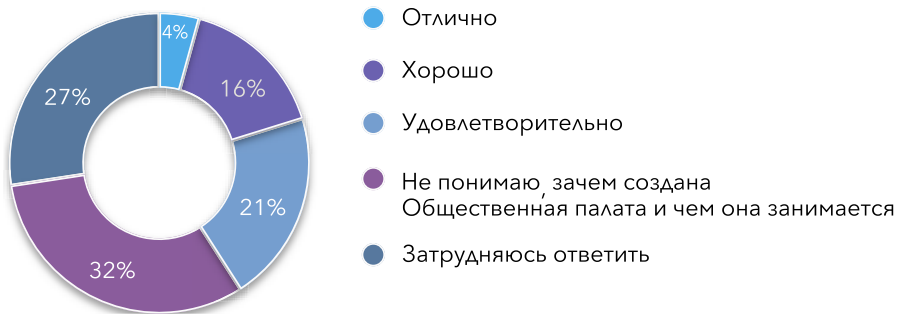 4%
16%
21%
32%
27%
Отлично
Хорошо
Удовлетворительно
Не понимаю, зачем создана
Общественная палата и чем она занимается
Затрудняюсь ответить